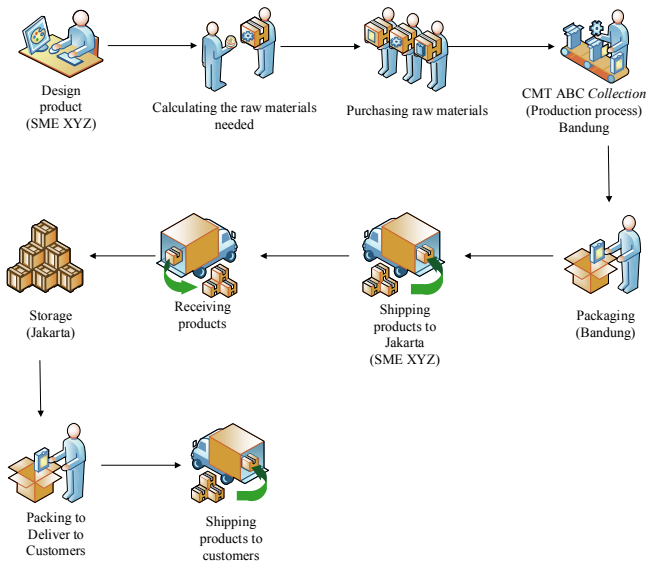 Design
product
(SME XYZ)
Calculating the raw materials
needed
Purchasing raw materials
CMT ABC Collection
(Production process)
Bandung
Storage
(Jakarta)
Receiving
products
Shipping
products to
Jakarta
(SME XYZ)
Packaging
(Bandung)
Packing to
Deliver to
Customers
Shipping
products to
customers